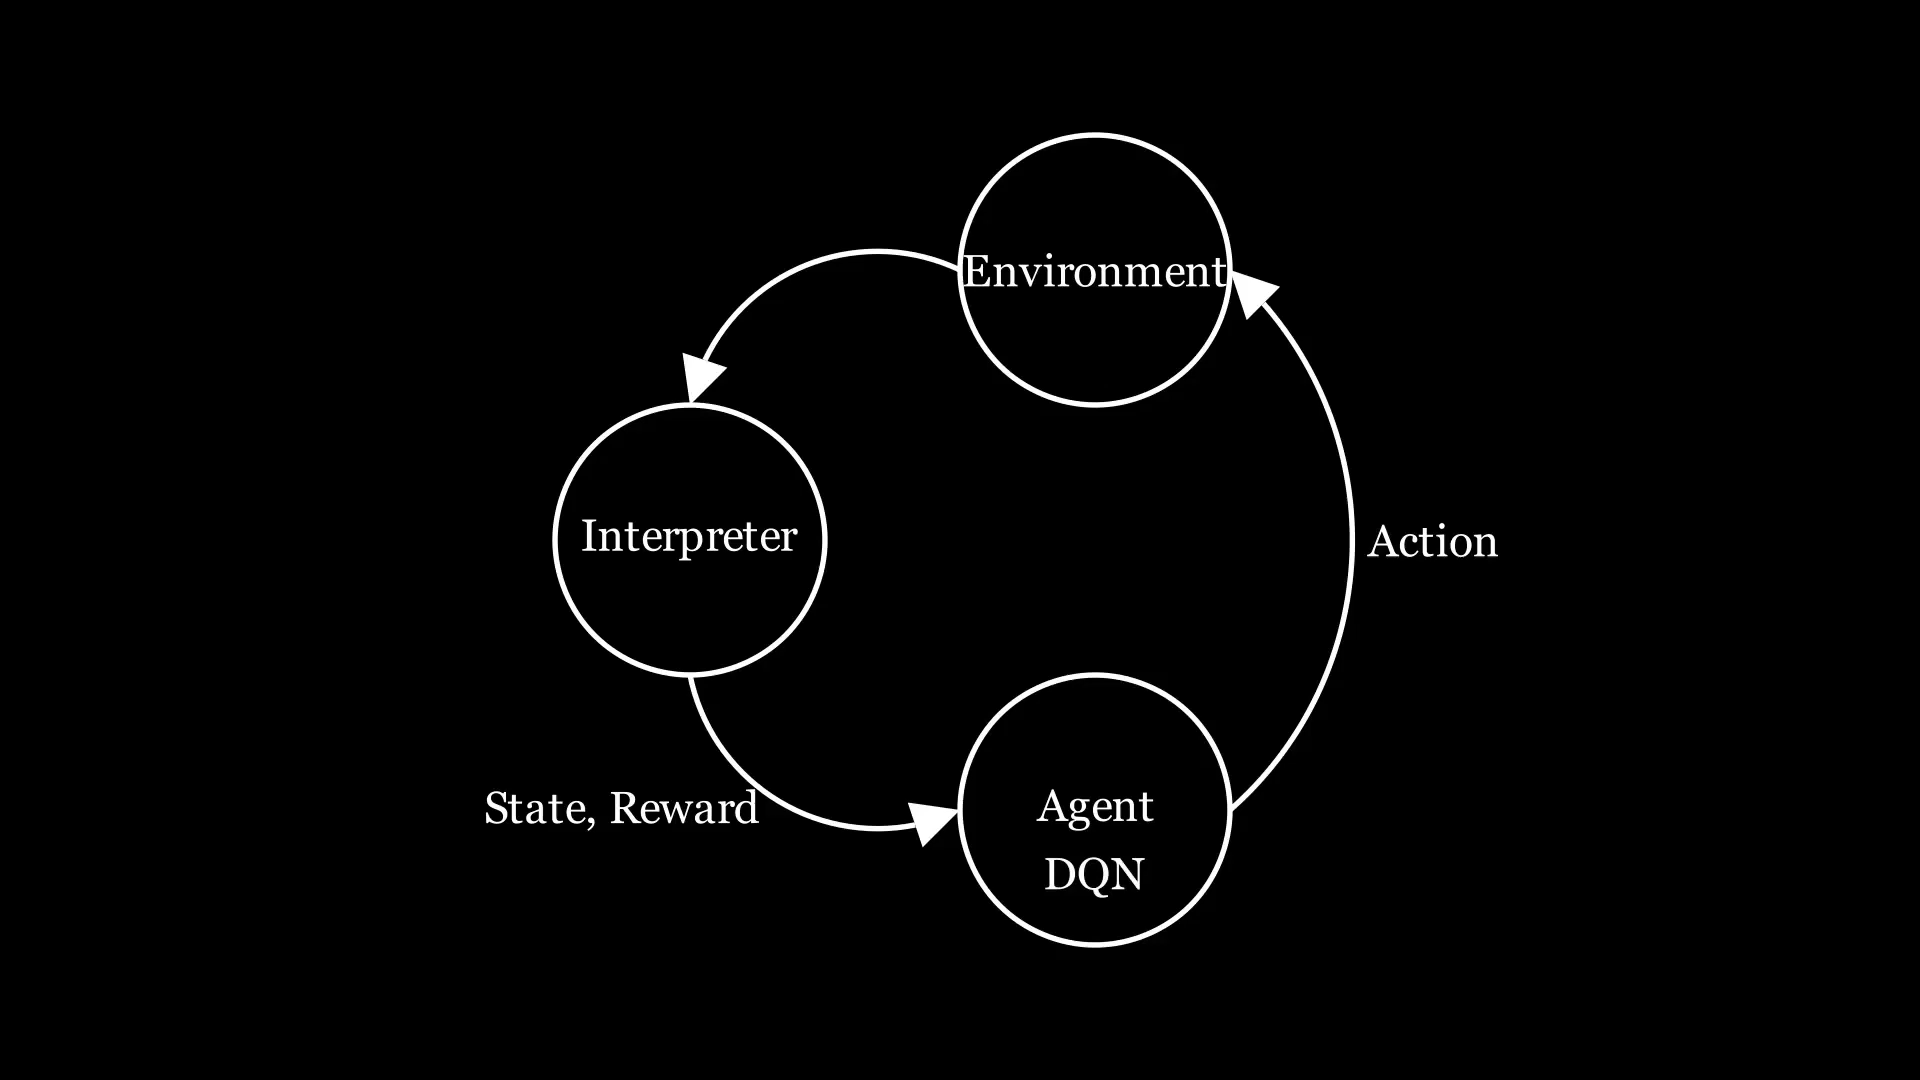 Environment
Interpreter
Action
State, Reward
Agent
DQN